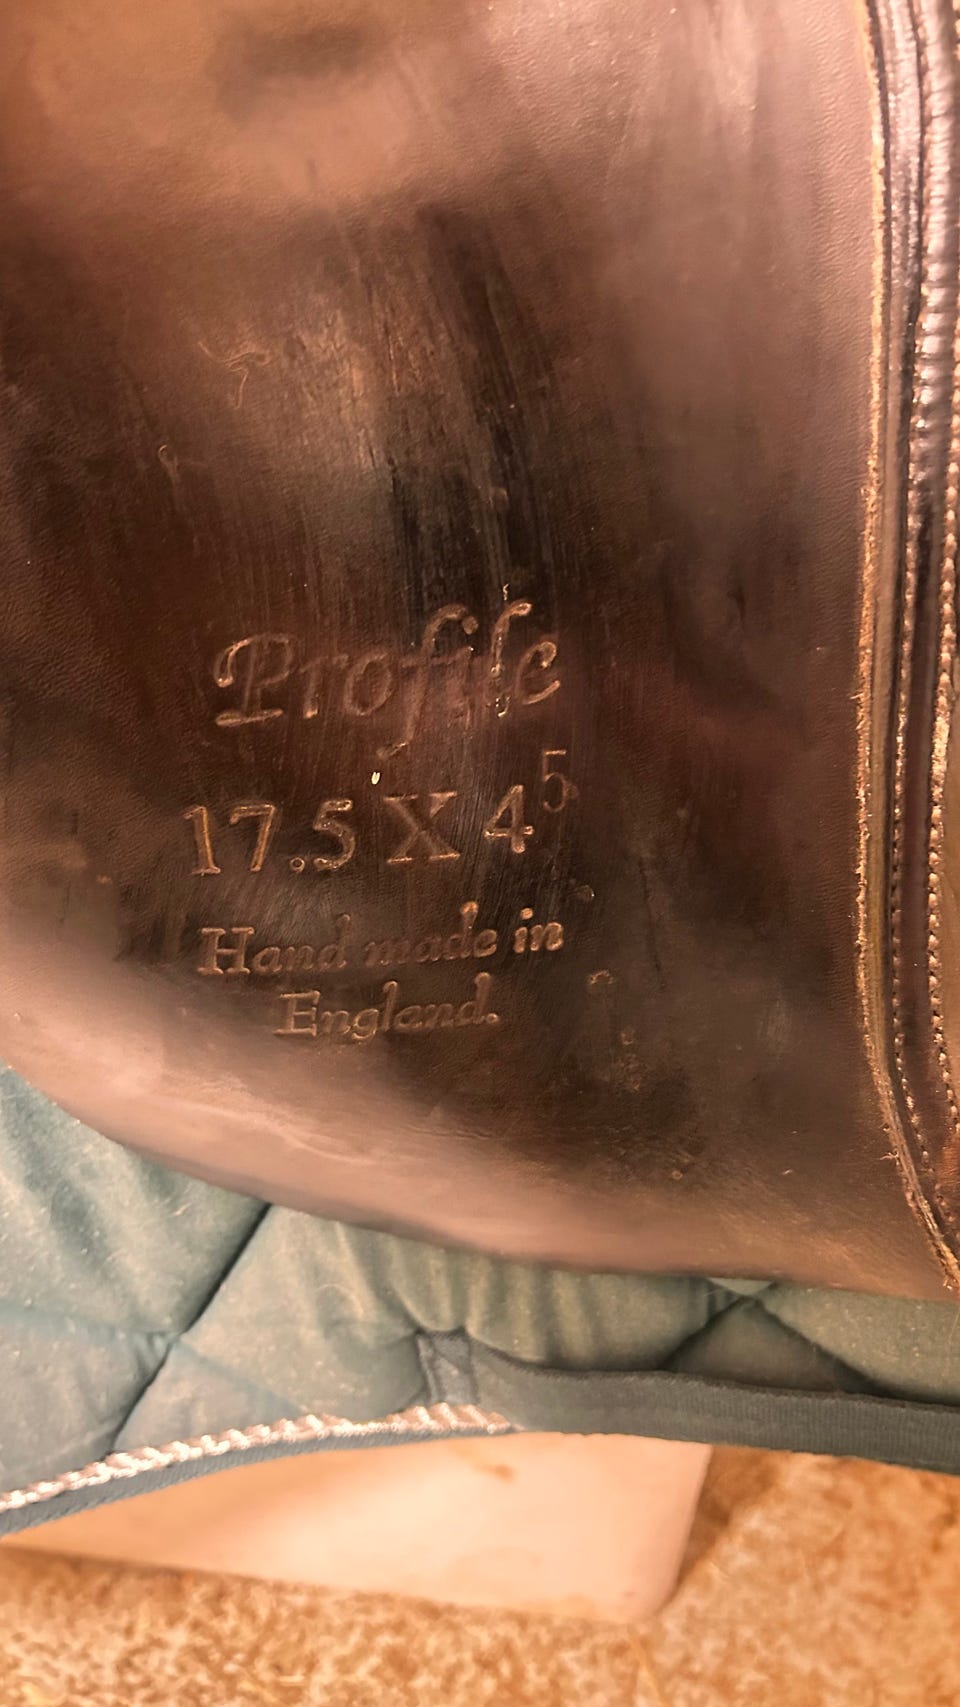 Profile
17.5 X 4⁵
Hand made in
England.